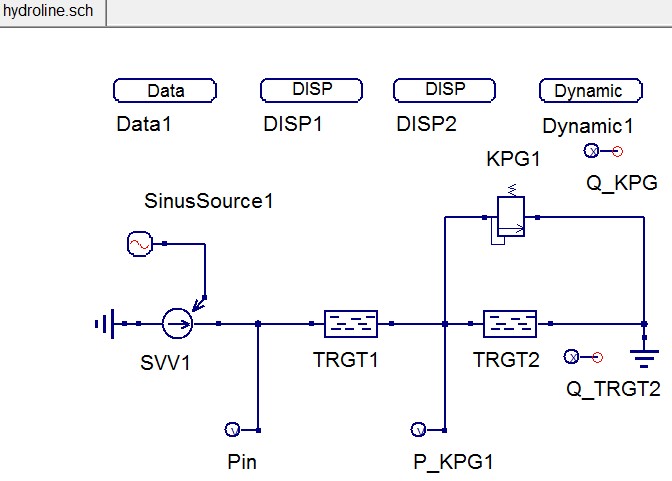 hydroline.sch
Data
DISP
DISP
Dynamic
Data1
DISP1
DISP2
Dynamic1
x
KPG1
Q_KPG
SinusSource1
SVV1
TRGT1
TRGT2
x
Q_TRGT2
v
v
Pin
P_KPG1